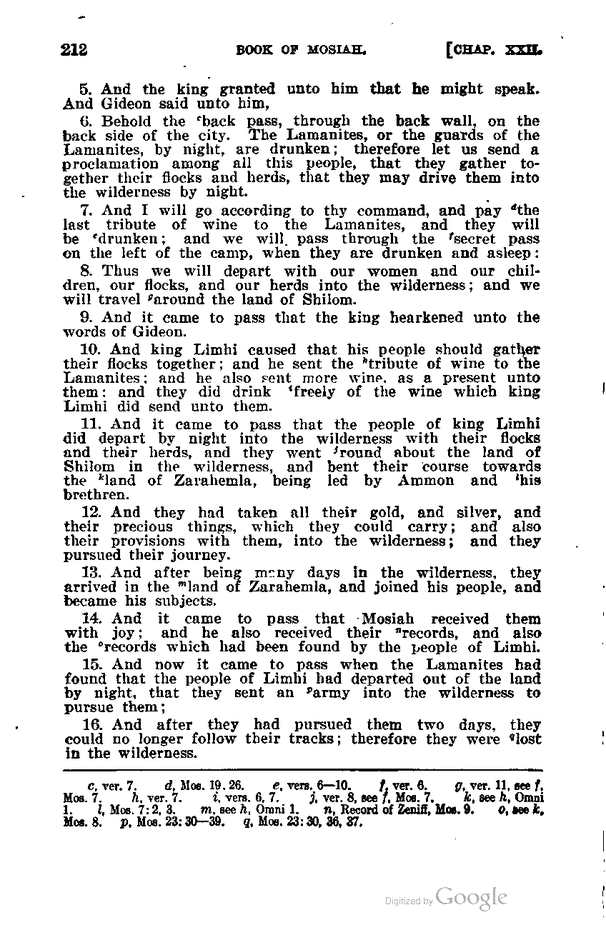 212 BOOK OF MOSIAH. [CHAP. XXII.
5. And the king granted unto him that he might speak.
And Gideon said unto him,
6. Behold the ᶜback pass, through the back wall, on the
back side of the city. The Lamanites, or the guards of the
Lamanites, by night, are drunken; therefore let us send a
proclamation among all this people, that they gather to-
gether their flocks and herds, that they may drive them into
the wilderness by night.
7. And I will go according to thy command, and pay ᵈthe
last tribute of wine to the Lamanites, and they will
be ᵉdrunken; and we will pass through the ᶠsecret pass
on the left of the camp, when they are drunken and asleep:
8. Thus we will depart with our women and our chil-
dren, our flocks, and our herds into the wilderness; and we
will travel ᵍaround the land of Shilom.
9. And it came to pass that the king hearkened unto the
words of Gideon.
10. And king Limhi caused that his people should gather
their flocks together; and he sent the ʰtribute of wine to the
Lamanites; and he also sent more wine, as a present unto
them: and they did drink ⁱfreely of the wine which king
Limhi did send unto them.
11. And it came to pass that the people of king Limhi
did depart by night into the wilderness with their flocks
and their herds, and they went ʲround about the land of
Shilom in the wilderness, and bent their course towards
the ᵏland of Zarahemla, being led by Ammon and ˡhis
brethren.
12. And they had taken all their gold, and silver, and
their precious things, which they could carry; and also
their provisions with them, into the wilderness; and they
pursued their journey.
13. And after being many days in the wilderness, they
arrived in the ᵐland of Zarahemla, and joined his people, and
became his subjects.
14. And it came to pass that Mosiah received them
with joy; and he also received their ⁿrecords, and also
the ᵒrecords which had been found by the people of Limhi.
15. And now it came to pass when the Lamanites had
found that the people of Limhi had departed out of the land
by night, that they sent an ᵖarmy into the wilderness to
pursue them;
16. And after they had pursued them two days, they
could no longer follow their tracks; therefore they were qlost
in the wilderness.
c, ver. 7. d, Mos. 19. 26. e, vers. 6—10. f, ver. 6. g, ver. 11, see f,
Mos. 7. h, ver. 7. i, vers. 6, 7. j, ver. 8, see f, Mos. 7. k, see h, Omni
1. l, Mos. 7: 2, 3. m, see h, Omni 1. n, Record of Zeniff, Mos. 9. o, see k,
Mos. 8. p, Mos. 23: 30—39. q, Mos. 23: 30, 36, 37.
Digitized by Google